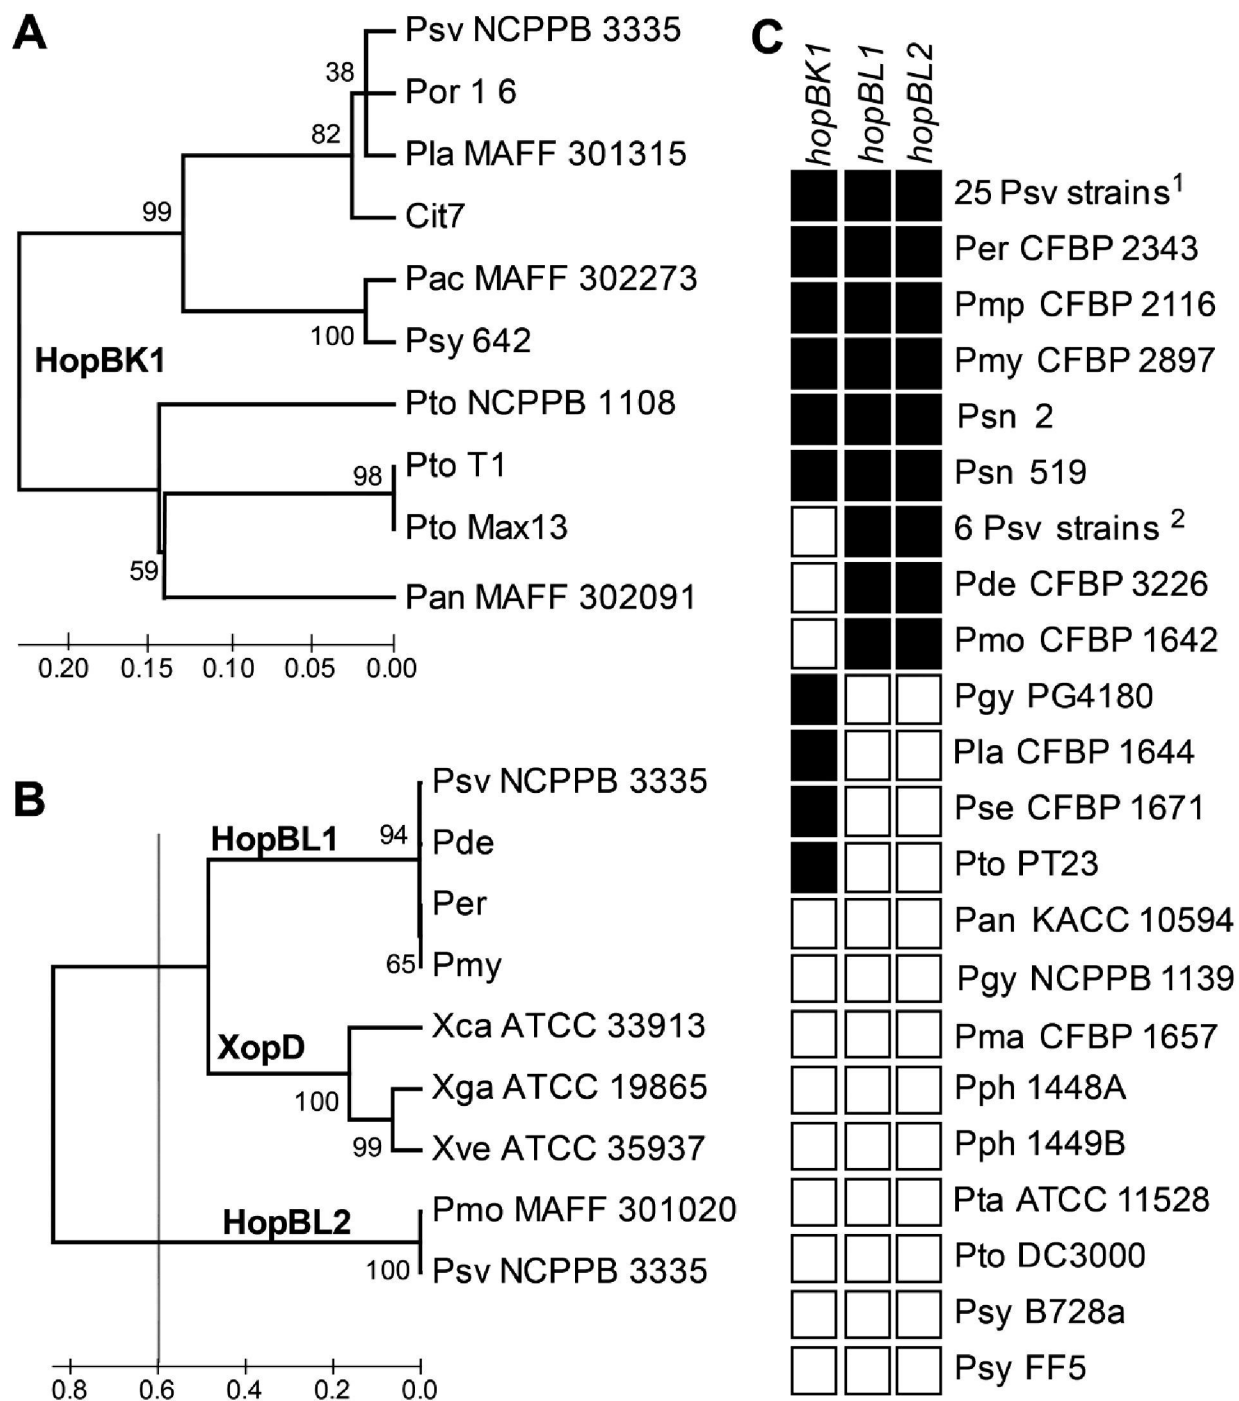 A
Psv NCPPB 3335
38
Por 1 6
82
Pla MAFF 301315
99
Cit7
Pac MAFF 302273
100
Psy 642
HopBK1
Pto NCPPB 1108
98
Pto T1
Pto Max13
59
Pan MAFF 302091
0.20 0.15 0.10 0.05 0.00
B
Psv NCPPB 3335
HopBL1
94
Pde
Per
65
Pmy
Xca ATCC 33913
XopD
100
Xga ATCC 19865
99
Xve ATCC 35937
Pmo MAFF 301020
HopBL2
100
Psv NCPPB 3335
0.8 0.6 0.4 0.2 0.0
C
hopBK1
hopBL1
hopBL2
25 Psv strains1
Per CFBP 2343
Pmp CFBP 2116
Pmy CFBP 2897
Psn 2
Psn 519
6 Psv strains 2
Pde CFBP 3226
Pmo CFBP 1642
Pgy PG4180
Pla CFBP 1644
Pse CFBP 1671
Pto PT23
Pan KACC 10594
Pgy NCPPB 1139
Pma CFBP 1657
Pph 1448A
Pph 1449B
Pta ATCC 11528
Pto DC3000
Psy B728a
Psy FF5